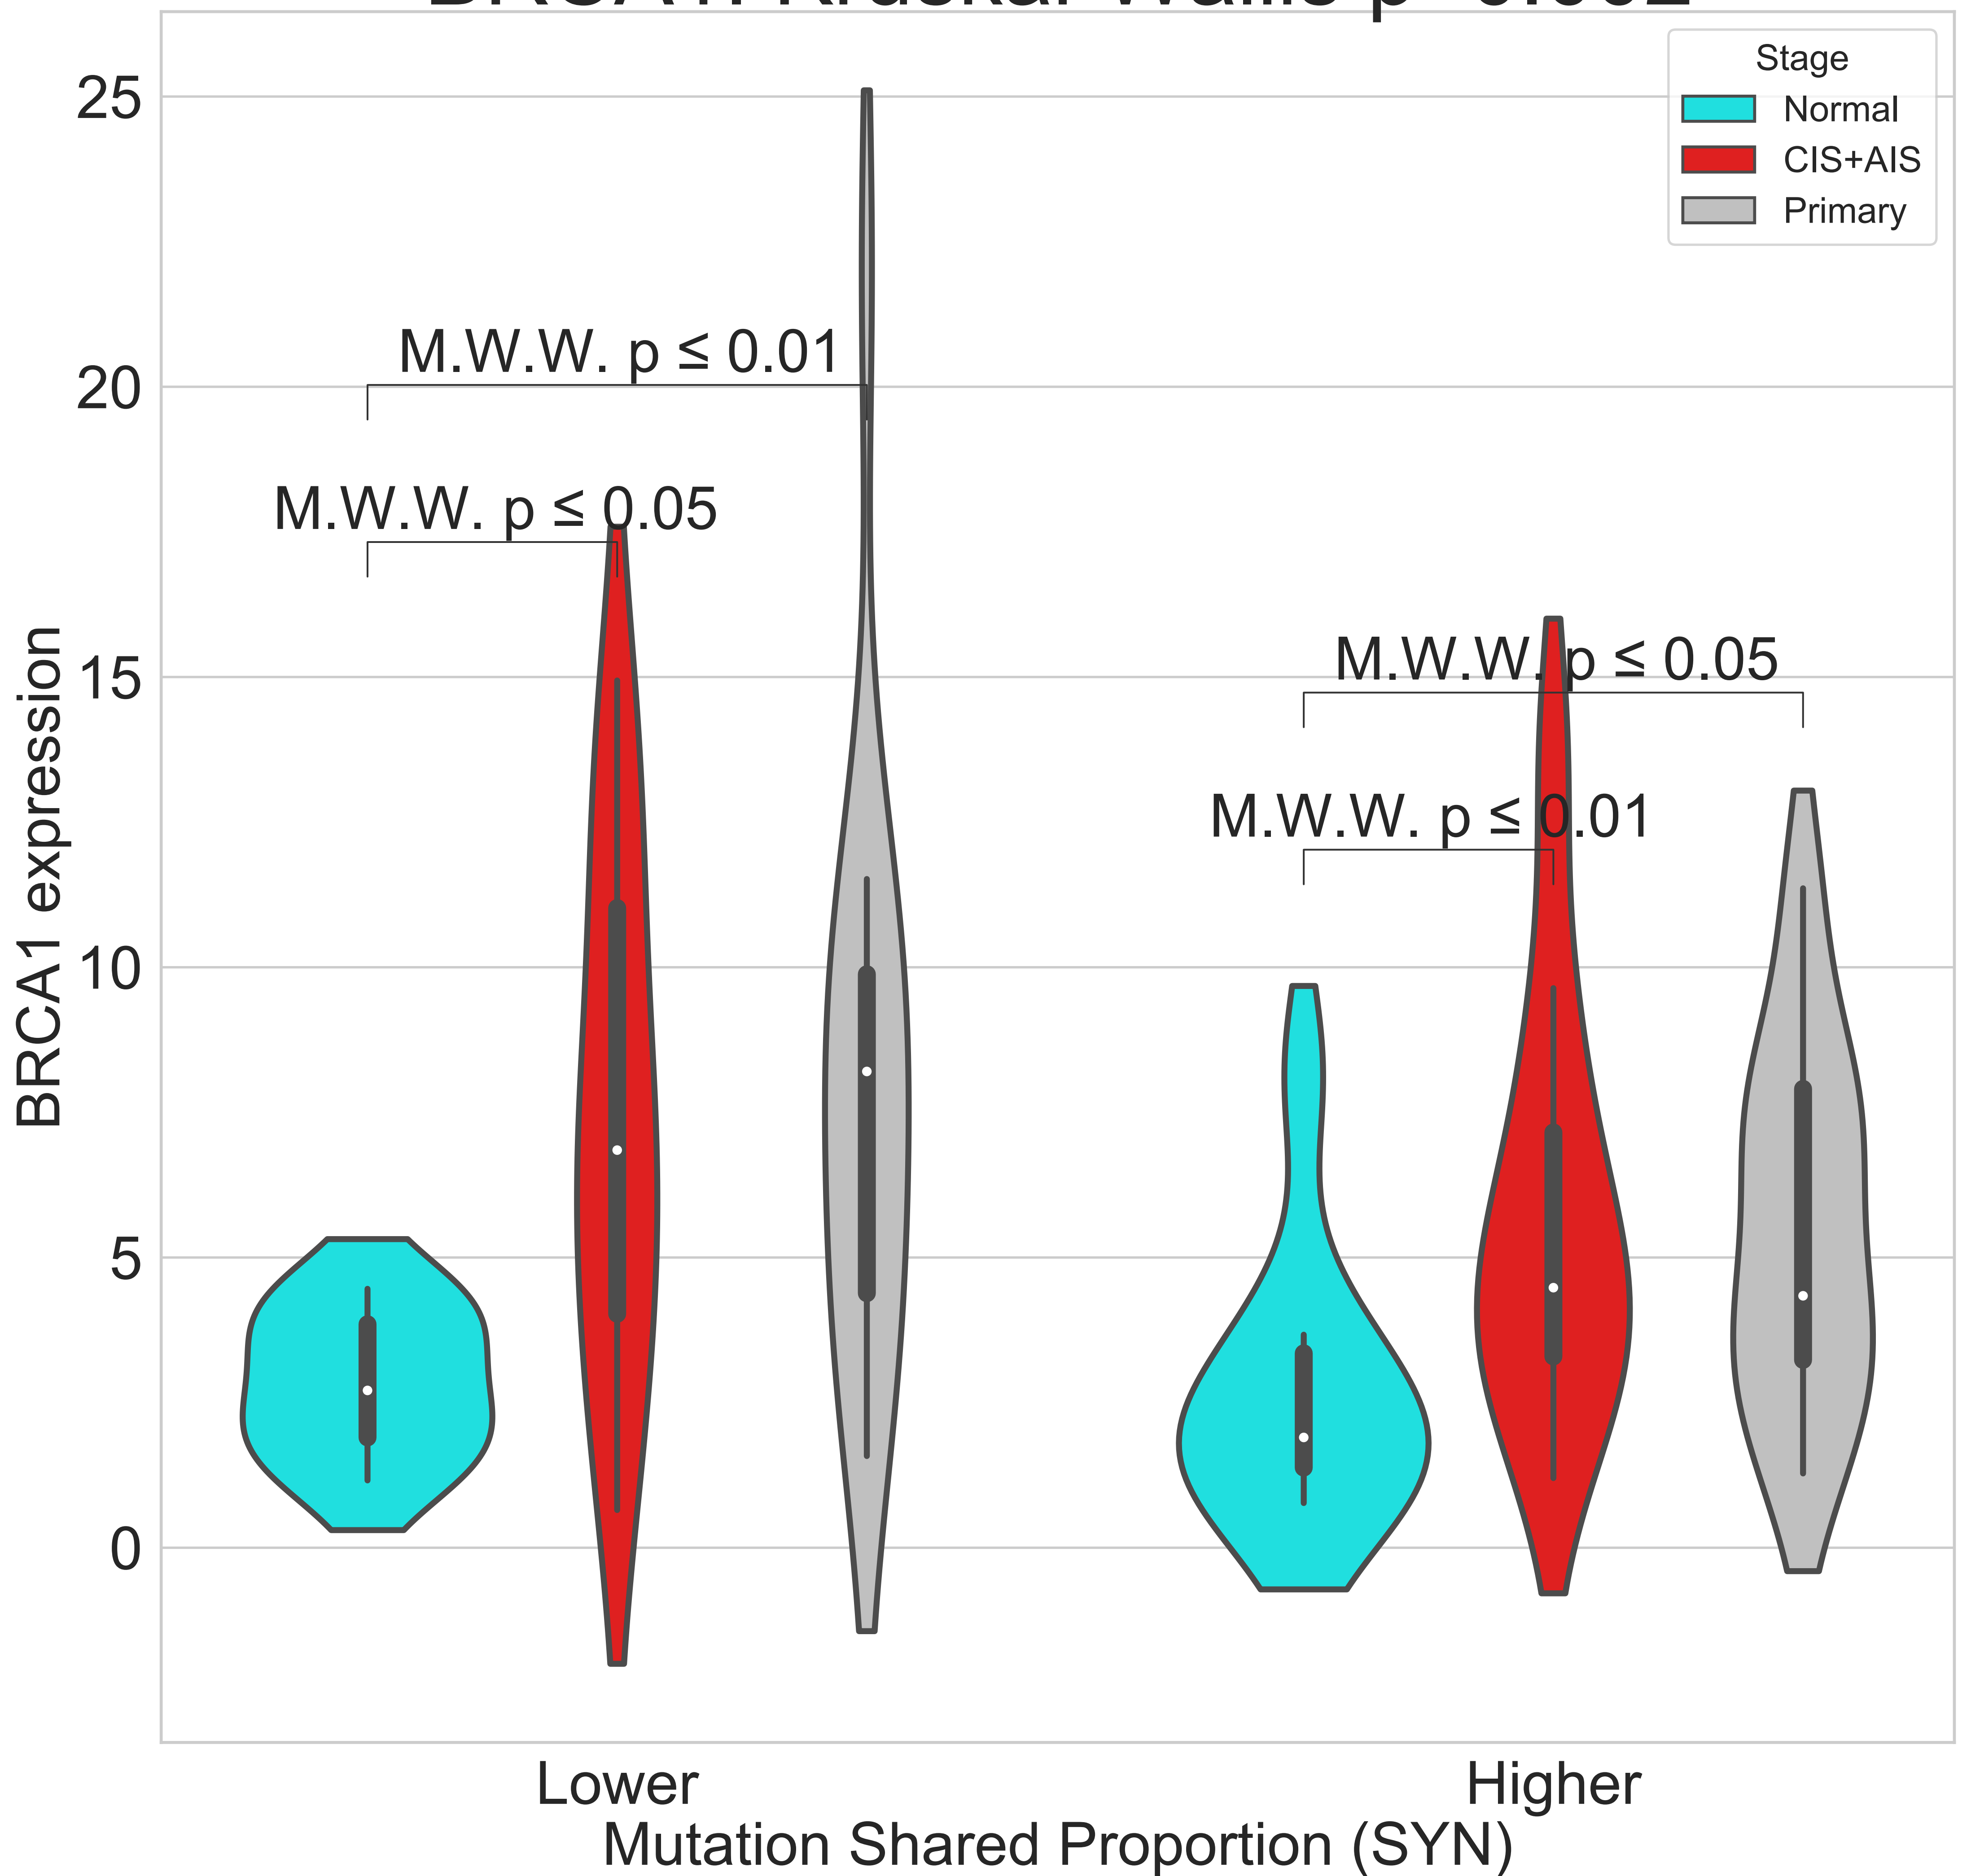 Stage
Normal
CIS+AIS
Primary
25
20
15
10
5
0
BRCA1 expression
M.W.W. p ≤ 0.01
M.W.W. p ≤ 0.05
M.W.W. p ≤ 0.05
M.W.W. p ≤ 0.01
Lower
Higher
Mutation Shared Proportion (SYN)